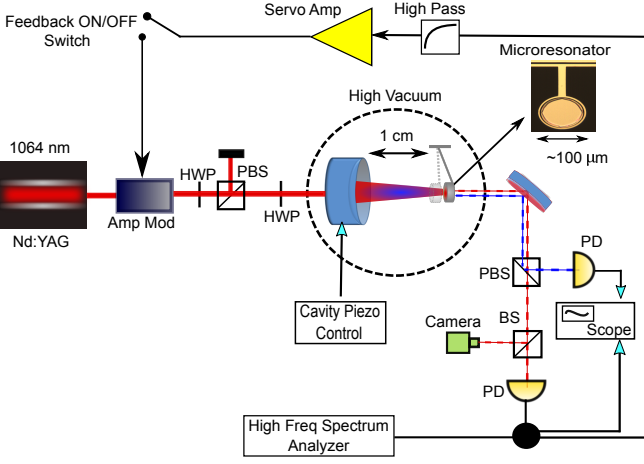 Servo Amp
High Pass
Feedback ON/OFF
Switch
Microresonator
High Vacuum
1 cm
~100 μm
1064 nm
HWP
PBS
HWP
Amp Mod
Nd:YAG
PD
PBS
Cavity Piezo
Control
Camera
BS
Scope
PD
High Freq Spectrum
Analyzer